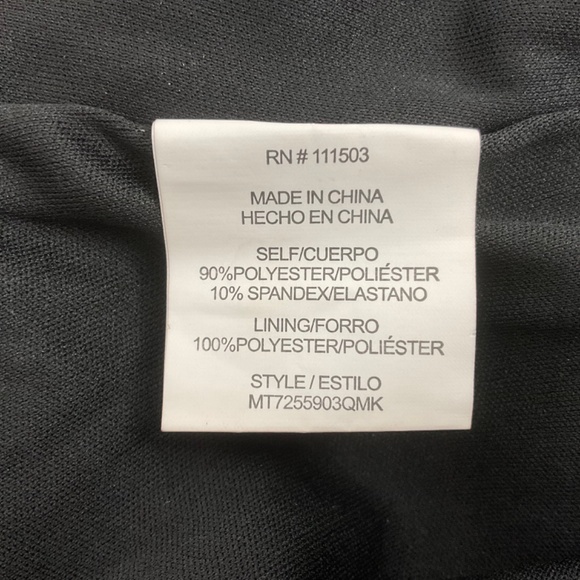 RN # 111503
MADE IN CHINA
HECHO EN CHINA
SELF/CUERPO
90%POLYESTER/POLIÉSTER
10% SPANDEX/ELASTANO
LINING/FORRO
100%POLYESTER/POLIÉSTER
STYLE / ESTILO
MT7255903QMK